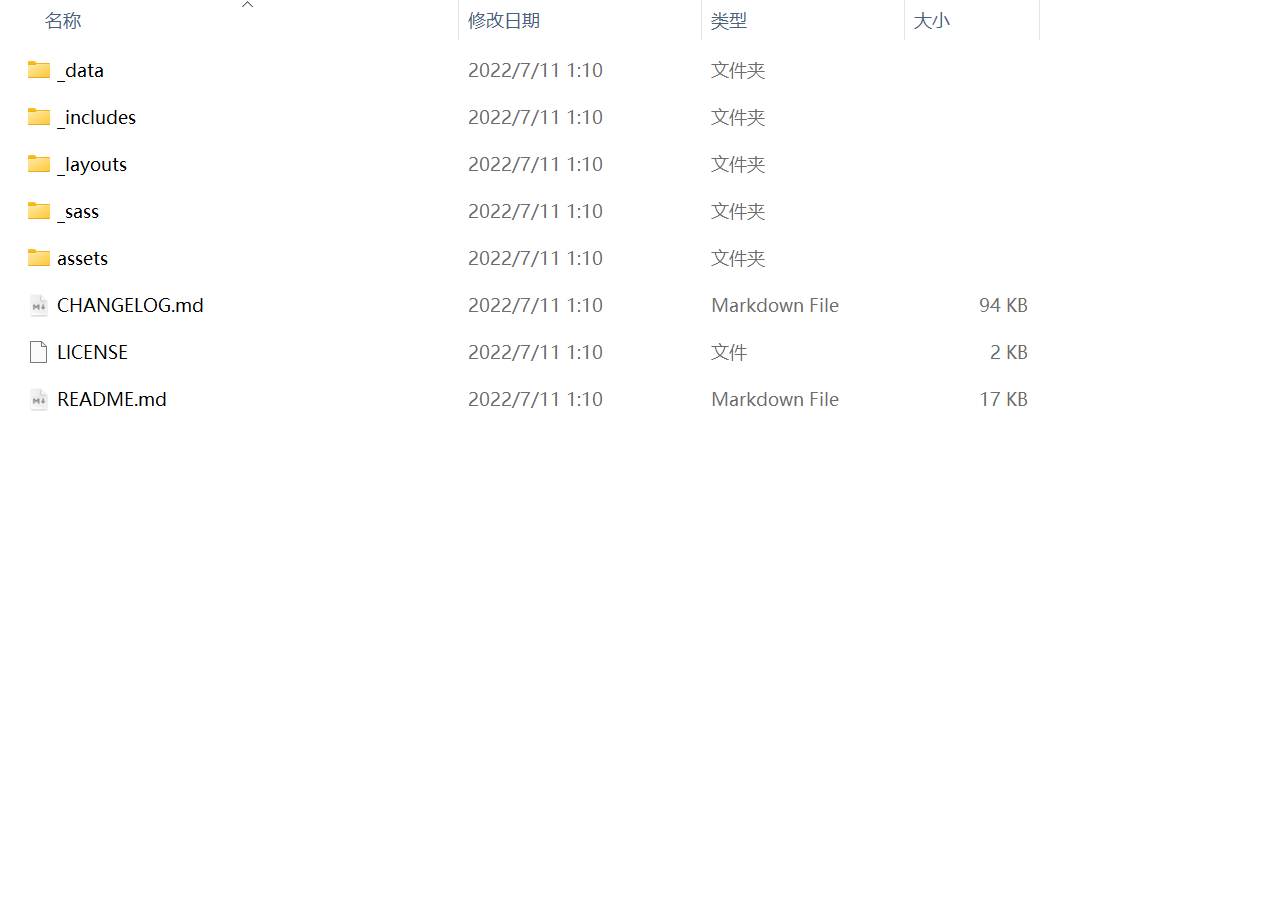 名称 修改日期 类型 大小
_data 2022/7/11 1:10 文件夹
_includes 2022/7/11 1:10 文件夹
_layouts 2022/7/11 1:10 文件夹
_sass 2022/7/11 1:10 文件夹
assets 2022/7/11 1:10 文件夹
CHANGELOG.md 2022/7/11 1:10 Markdown File 94 KB
LICENSE 2022/7/11 1:10 文件 2 KB
README.md 2022/7/11 1:10 Markdown File 17 KB